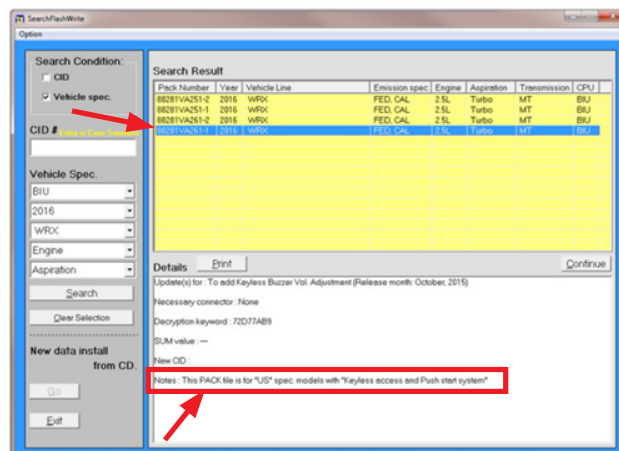 SearchFlashWrite
Option
Search Condition:
CID
Vehicle spec.
CID # Entry is Case Sensitive
Vehicle Spec.
BIU
2016
WRX
Engine
Aspiration
Search
Clear Selection
New data install
from CD.
Go
Exit
Search Result
Pack Number Year Vehicle Line Emission spec Engine Aspiration Transmission CPU
88281VA251-2 2016 WRX FED, CAL 2.5L Turbo MT BIU
88281VA251-1 2016 WRX FED, CAL 2.5L Turbo MT BIU
88281VA261-2 2016 WRX FED, CAL 2.5L Turbo MT BIU
88281VA261-1 2016 WRX FED, CAL 2.5L Turbo MT BIU
Details Print Continue
Update(s) for : To add Keyless Buzzer Vol. Adjustment (Release month: October, 2015)
Necessary connector : None
Decryption keyword : 72D77AB9
SUM value : ---
New CID :
Notes : This PACK file is for "US" spec. models with "Keyless access and Push start system"